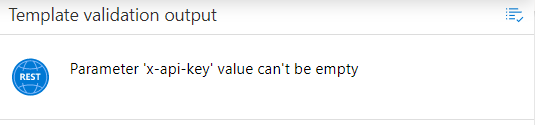 Template validation output
REST
Parameter 'x-api-key' value can't be empty